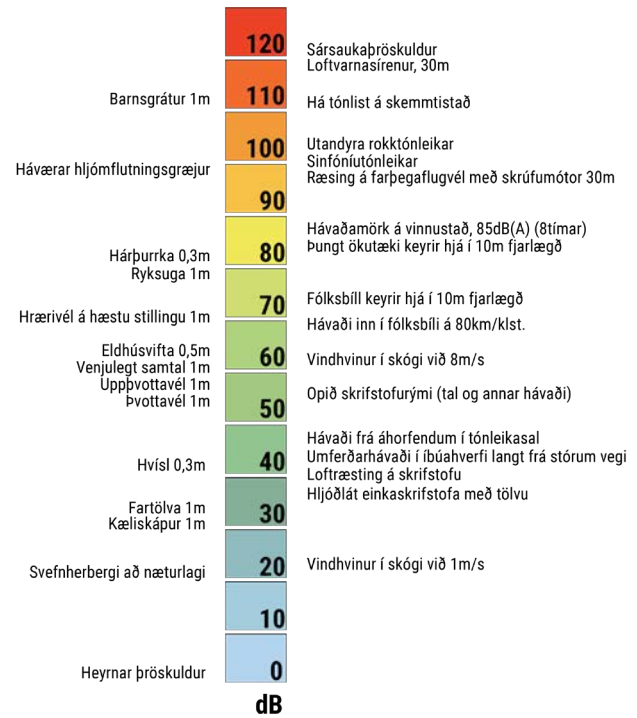 120
Sársaukaþröskuldur
Loftvarnasírenur, 30m
Barnsgrátur 1m
110
Há tónlist á skemmtistað
100
Utandyra rokktónleikar
Sinfóníutónleikar
Háværar hljómflutningsgræjur
Ræsing á farþegaflugvél með skrúfumótor 30m
90
Hávaðamörk á vinnustað, 85dB(A) (8tímar)
80
Þungt ökutæki keyrir hjá í 10m fjarlægð
Hárþurrka 0,3m
Ryksuga 1m
70
Fólksbíll keyrir hjá í 10m fjarlægð
Hrærivél á hæstu stillingu 1m
Hávaði inn í fólksbíli á 80km/klst.
Eldhúsvifta 0,5m
60
Vindhvinur í skógi við 8m/s
Venjulegt samtal 1m
Uppþvottavél 1m
Þvottavél 1m
50
Opið skrifstofurými (tal og annar hávaði)
Hávaði frá áhorfendum í tónleikasal
Umferðarhávaði í íbúahverfi langt frá stórum vegi
Hvísl 0,3m
40
Loftræsting á skrifstofu
Hljóðlát einkaskrifstofa með tölvu
Fartölva 1m
30
Kæliskápur 1m
Svefnherbergi að næturlagi
20
Vindhvinur í skógi við 1m/s
10
Heyrnar þröskuldur
0
dB